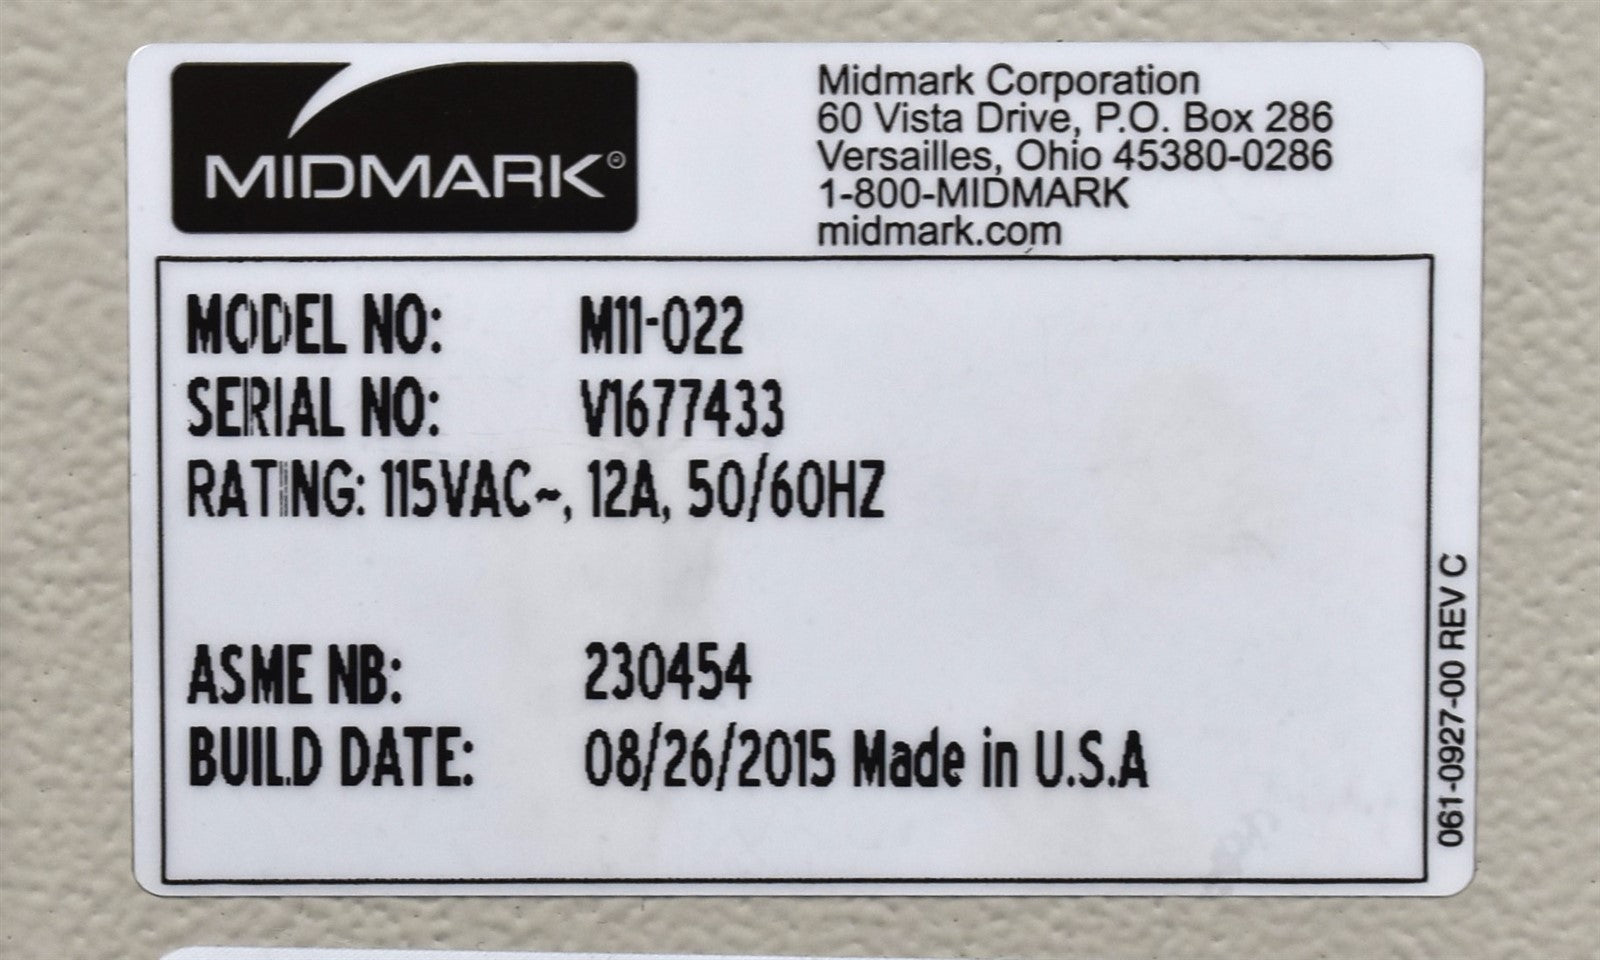 MIDMARK®
Midmark Corporation
60 Vista Drive, P.O. Box 286
Versailles, Ohio 45380-0286
1-800-MIDMARK
midmark.com
MODEL NO: M11-022
SERIAL NO: V1677433
RATING: 115VAC~, 12A, 50/60HZ
ASME NB: 230454
BUILD DATE: 08/26/2015 Made in U.S.A
061-0927-00 REV C